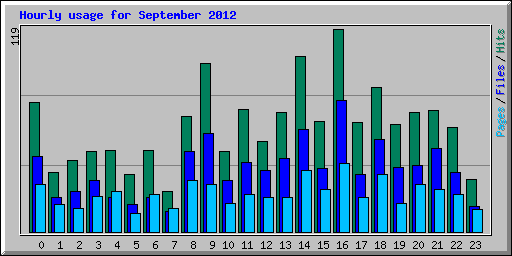 Hourly usage for September 2012
119
Pages / Files / Hits
0 1 2 3 4 5 6 7 8 9 10 11 12 13 14 15 16 17 18 19 20 21 22 23